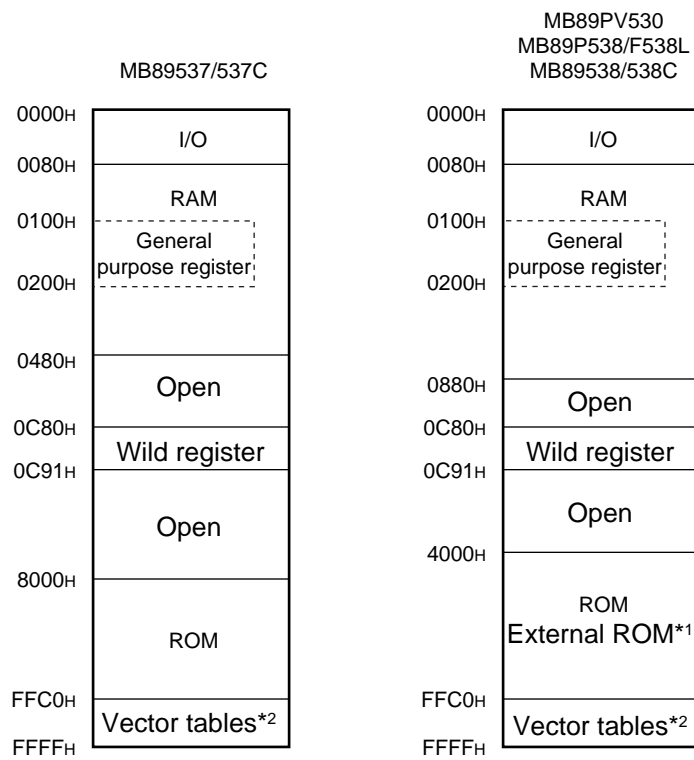 MB89537/537C
0000H
I/O
0080H
RAM
0100H
General
purpose register
0200H
0480H
Open
0C80H
Wild register
0C91H
Open
8000H
ROM
FFC0H
Vector tables*2
FFFFH
MB89PV530
MB89P538/F538L
MB89538/538C
0000H
I/O
0080H
RAM
0100H
General
purpose register
0200H
0880H
Open
0C80H
Wild register
0C91H
Open
4000H
ROM
External ROM*1
FFC0H
Vector tables*2
FFFFH